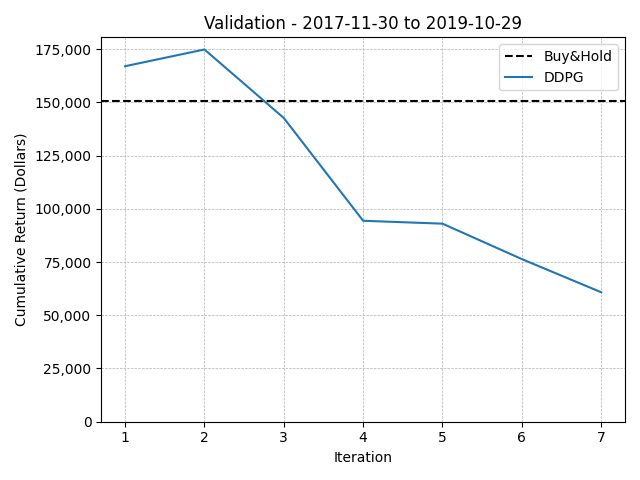 Validation - 2017-11-30 to 2019-10-29
Buy&Hold
DDPG
Cumulative Return (Dollars)
175,000
150,000
125,000
100,000
75,000
50,000
25,000
0
1 2 3 4 5 6 7
Iteration